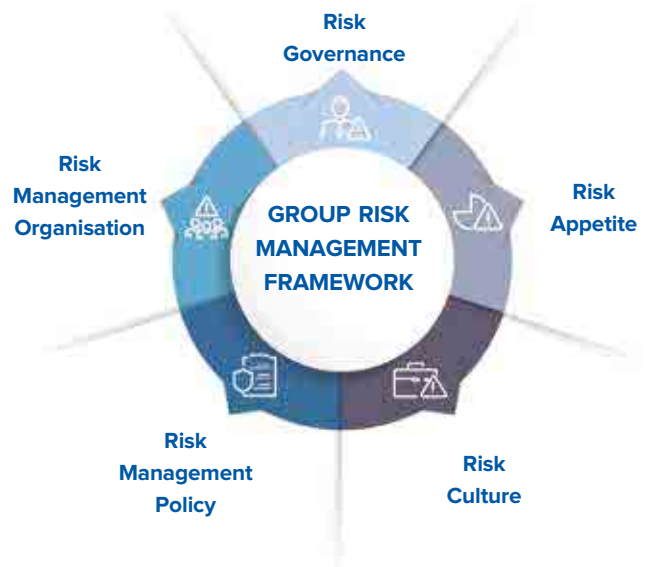 Risk
Governance
Risk
Management
Organisation
GROUP RISK
MANAGEMENT
FRAMEWORK
Risk
Appetite
Risk
Management
Policy
Risk
Culture